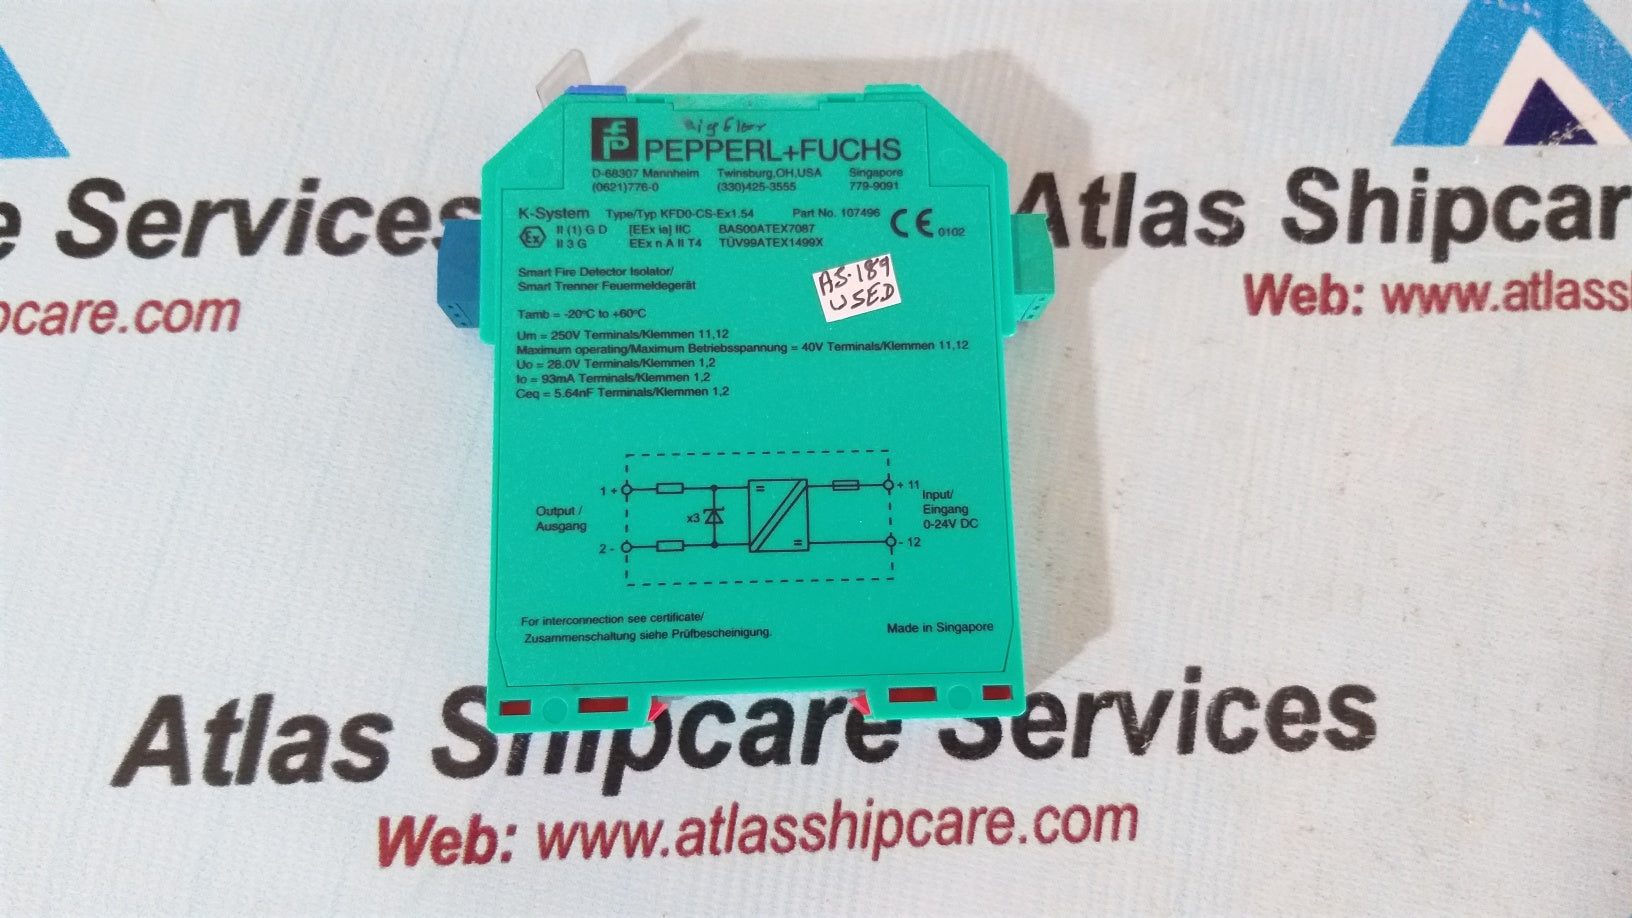 e Services
Atlas Shipcar
pcare.com
Web: www.atlassl
PEPPERL+FUCHS
D-68307 Mannheim Twinsburg,OH,USA Singapore
(0621)776-0 (330)425-3555 779-9091
K-System Type/Typ KFD0-CS-Ex1.54 Part No. 107496 CE 0102
Ex II (1) G D [EEx ia] IIC BAS00ATEX7087
II 3 G EEx n A II T4 TÜV99ATEX1499X
Smart Fire Detector Isolator/
Smart Trenner Feuermeldegerät
AS-189
USED
Tamb = -20°C to +60°C
Um = 250V Terminals/Klemmen 11,12
Maximum operating/Maximum Betriebsspannung = 40V Terminals/Klemmen 11,12
Uo = 28.0V Terminals/Klemmen 1,2
Io = 93mA Terminals/Klemmen 1,2
Ceq = 5.64nF Terminals/Klemmen 1,2
1 +
= 
+ 11
Output /
Ausgang
x3
Input/
Eingang
0-24V DC
2 -
=
- 12
For interconnection see certificate/
Zusammenschaltung siehe Prüfbescheinigung.
Made in Singapore
Atlas Shipcare Services
Web: www.atlasshipcare.com